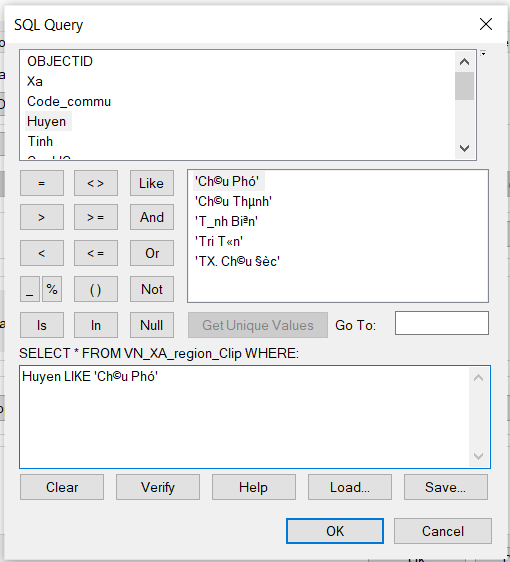 SQL Query
OBJECTID
Xa
Code_commu
Huyen
Tinh
= < > Like
> > = And
< < = Or
_ % ( ) Not
Is In Null
'Ch©u Phó'
'Ch©u Thµnh'
'T_nh Biªn'
'Tri T«n'
'TX. Ch©u §èc'
Get Unique Values Go To:
SELECT * FROM VN_XA_region_Clip WHERE:
Huyen LIKE 'Ch©u Phó'
Clear Verify Help Load... Save...
OK Cancel